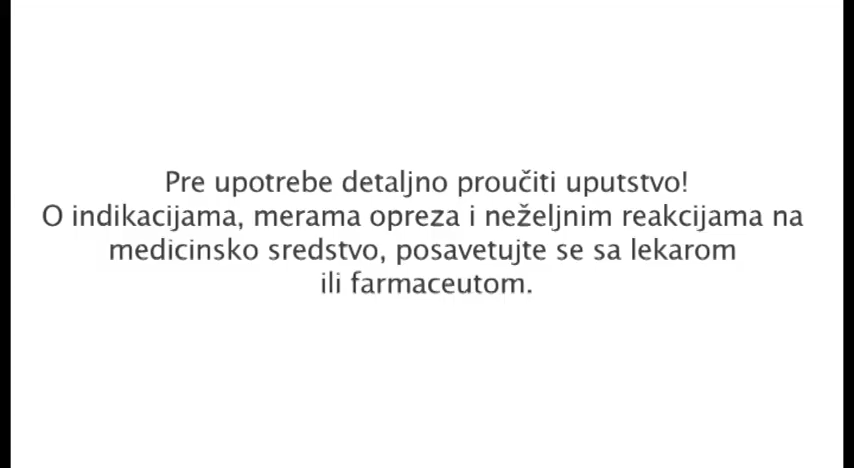 Pre upotrebe detaljno proučiti uputstvo!
O indikacijama, merama opreza i neželjnim reakcijama na
medicinsko sredstvo, posavetujte se sa lekarom
ili farmaceutom.